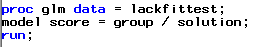 proc glm data = lackfittest;
model score = group / solution;
run;